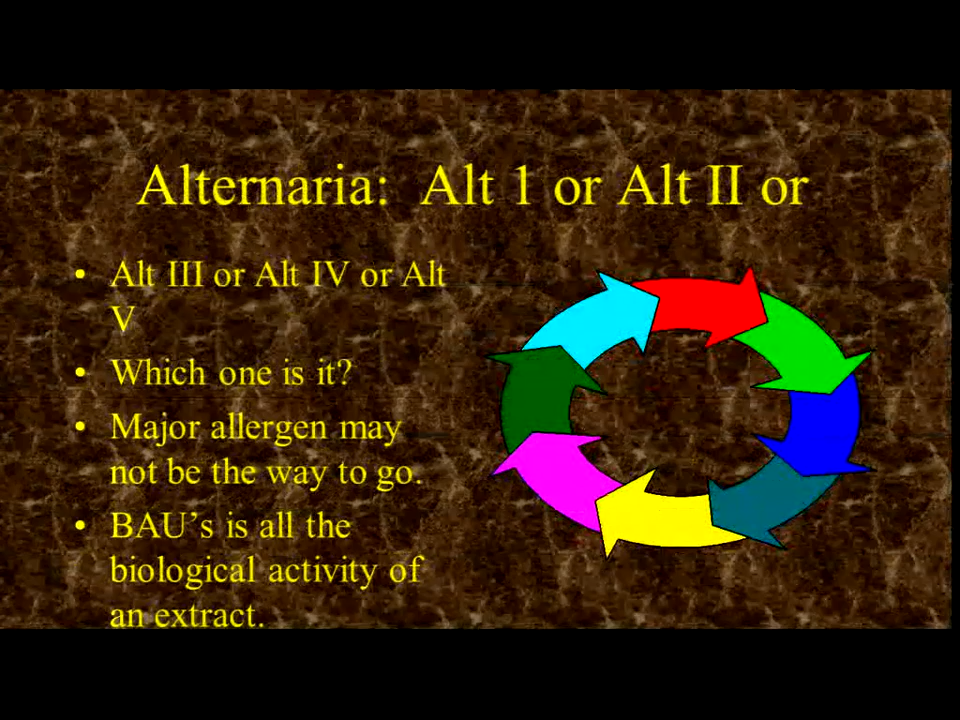 Alternaria:  Alt 1 or Alt II or
• Alt III or Alt IV or Alt
V
• Which one is it?
• Major allergen may
not be the way to go.
• BAU’s is all the
biological activity of
an extract.